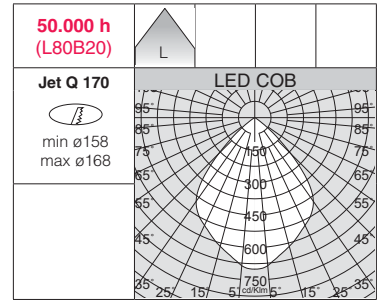 50.000 h
(L80B20)
L
Jet Q 170
LED COB
min ø158
max ø168
95° 95°
85° 85°
75° 75°
150
65° 65°
300
55° 55°
450
45° 45°
600
750
cd/Klm
35° 25° 15° 5° 5° 15° 25° 35°